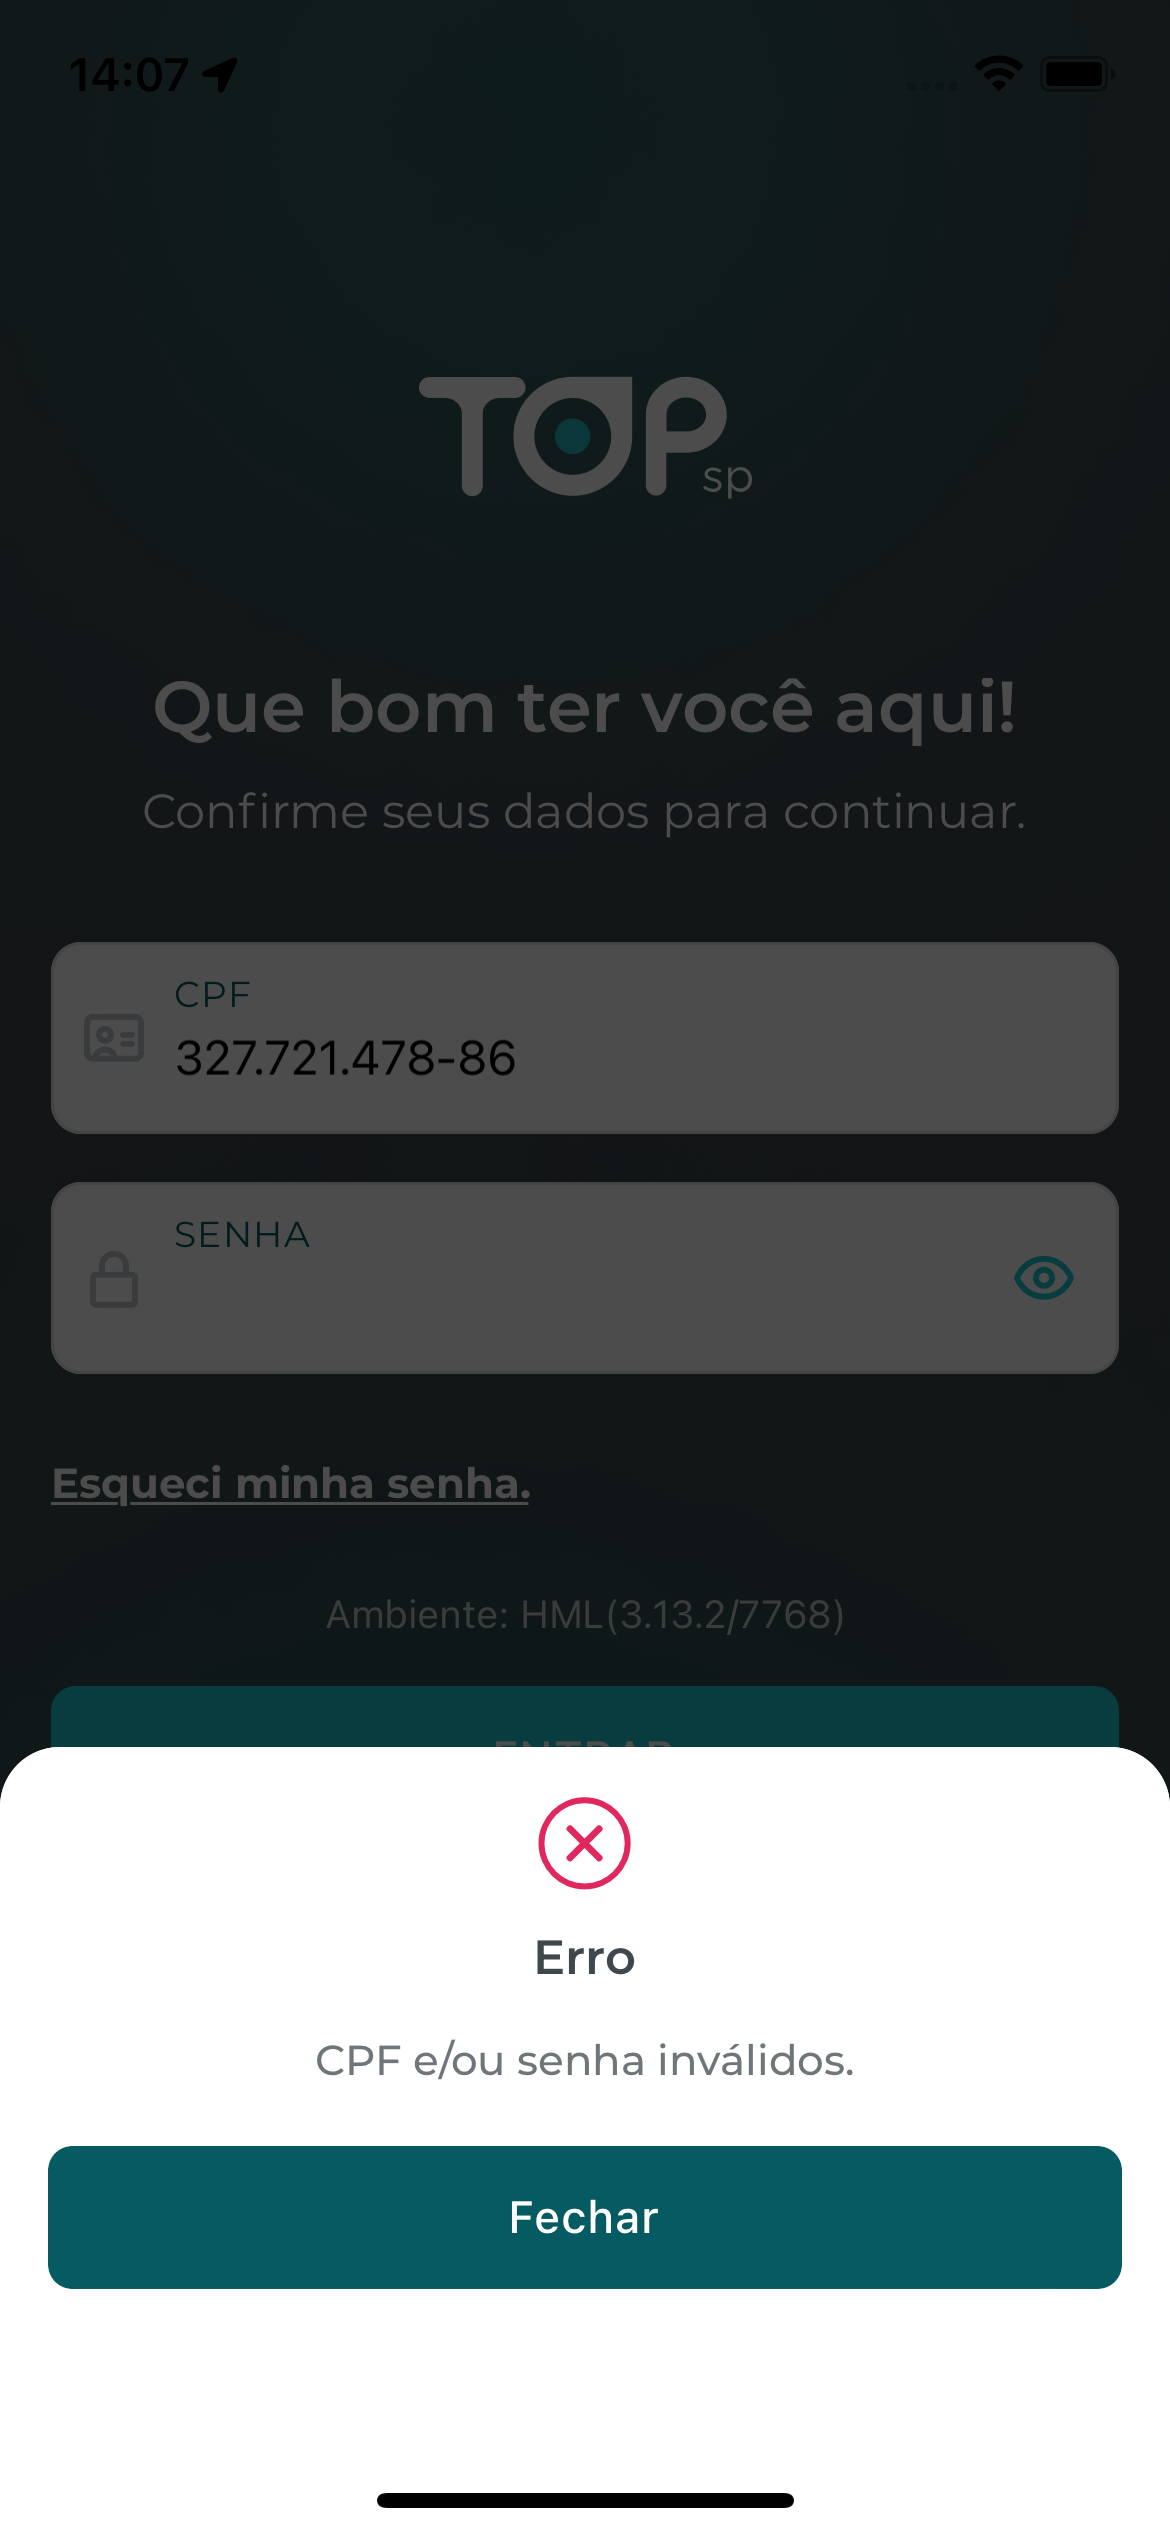 14:07
TOP
sp
Que bom ter você aqui!
Confirme seus dados para continuar.
CPF
327.721.478-86
SENHA
Esqueci minha senha.
Ambiente: HML(3.13.2/7768)
ENTRAR
Erro
CPF e/ou senha inválidos.
Fechar